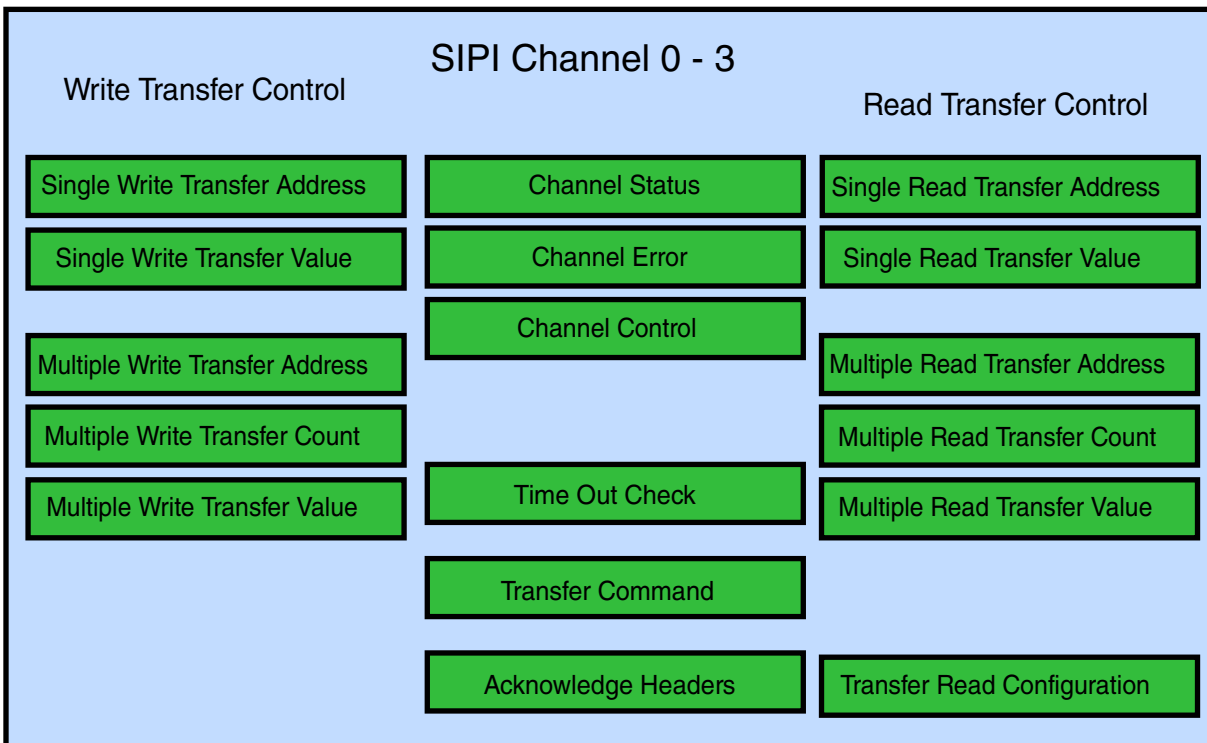 SIPI Channel 0 - 3
Write Transfer Control
Read Transfer Control
Single Write Transfer Address
Channel Status
Single Read Transfer Address
Single Write Transfer Value
Channel Error
Single Read Transfer Value
Channel Control
Multiple Write Transfer Address
Multiple Read Transfer Address
Multiple Write Transfer Count
Multiple Read Transfer Count
Time Out Check
Multiple Write Transfer Value
Multiple Read Transfer Value
Transfer Command
Acknowledge Headers
Transfer Read Configuration